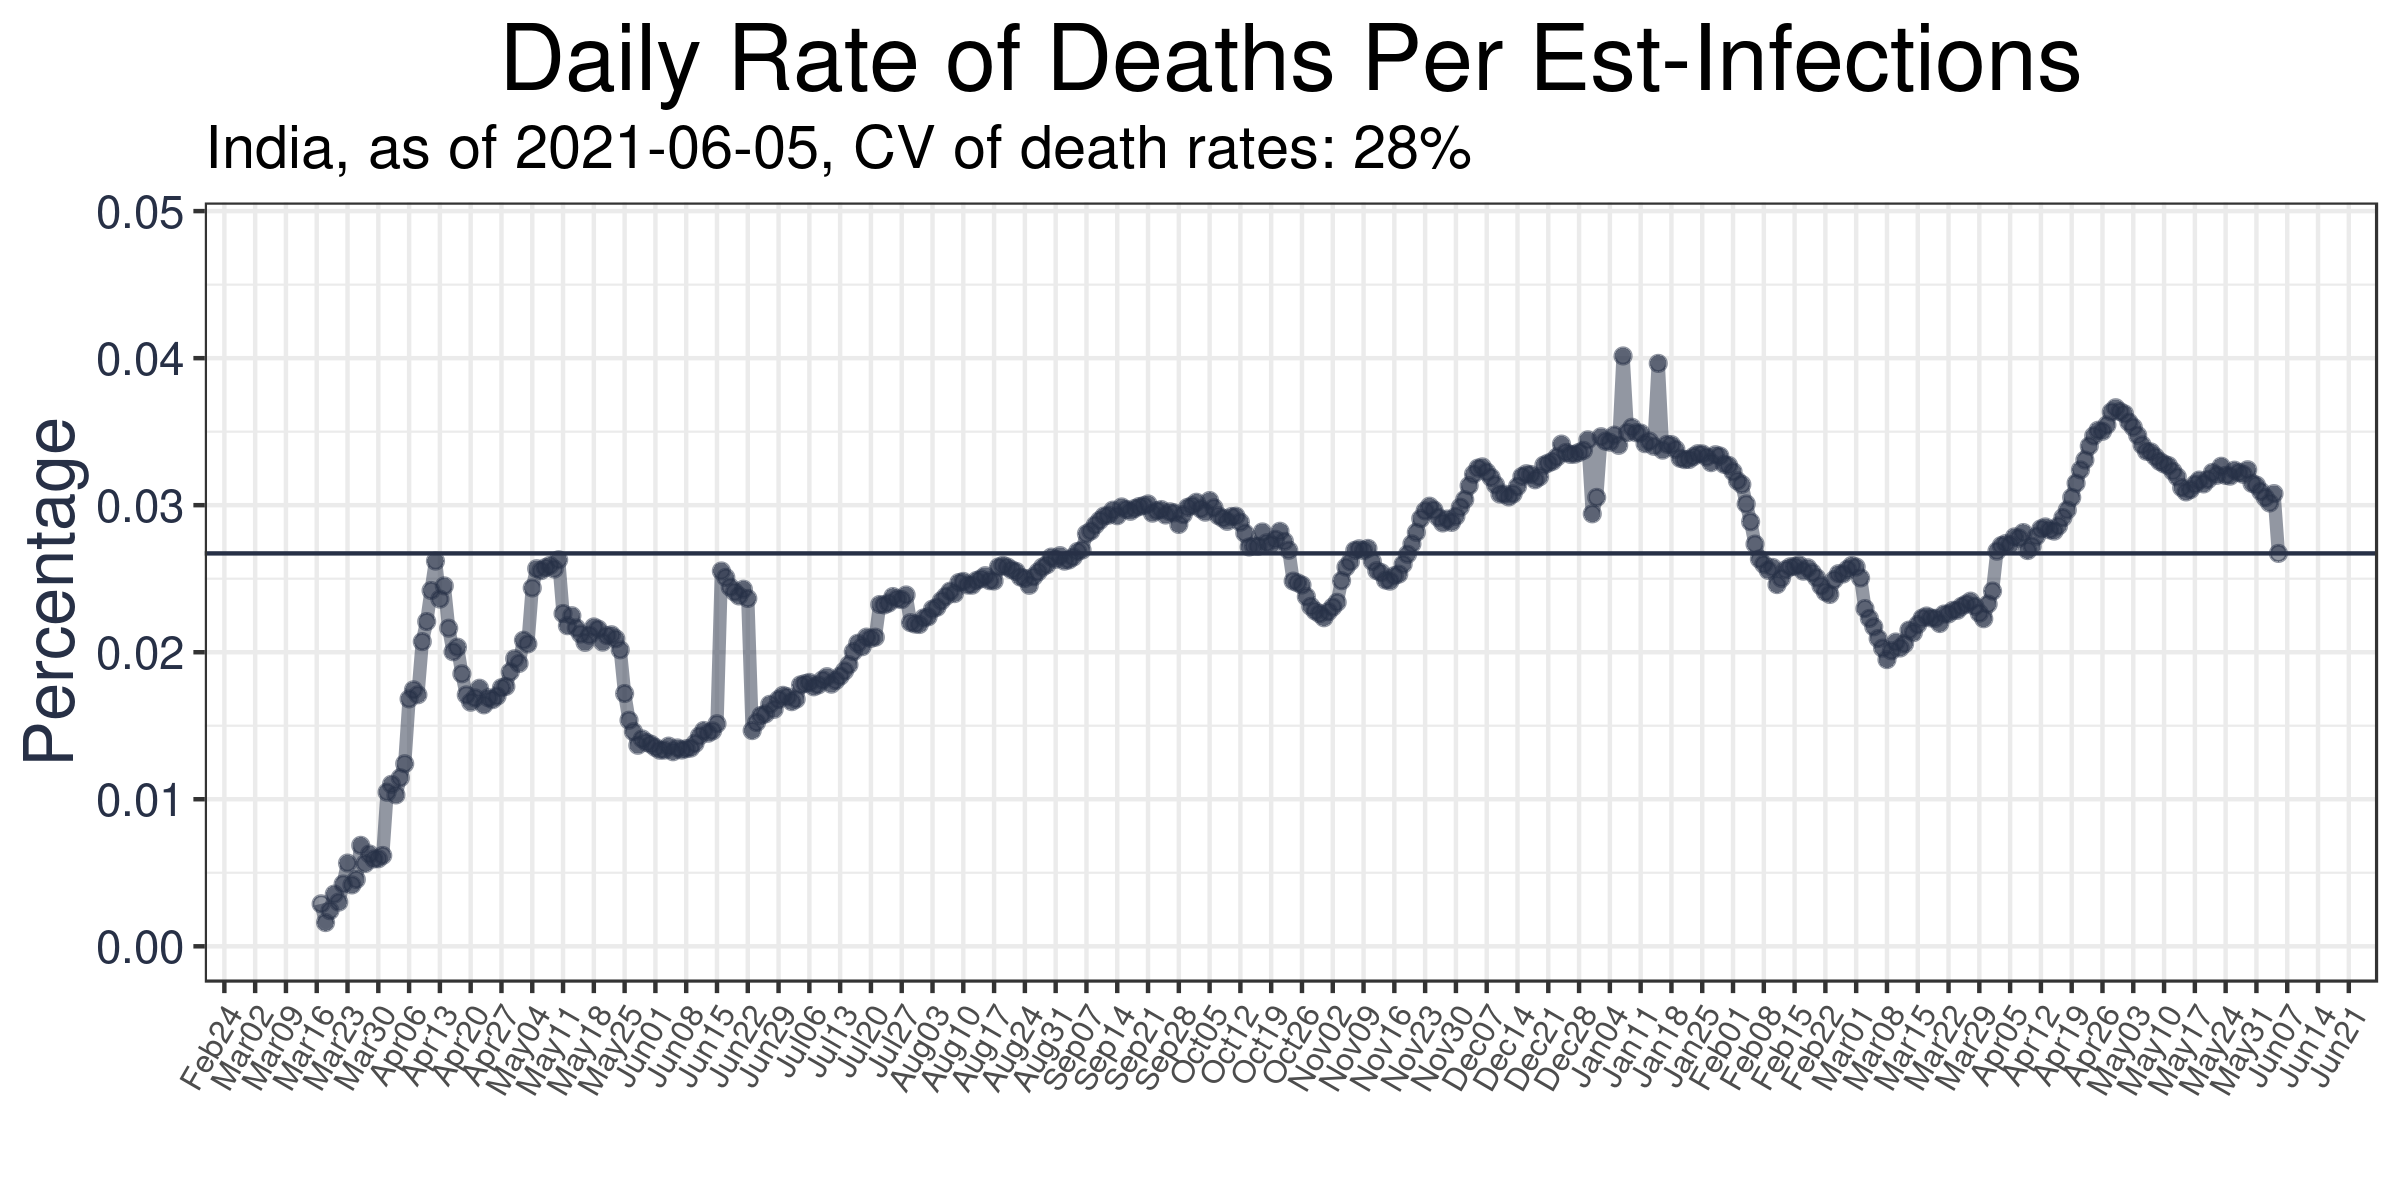 Daily Rate of Deaths Per Est-Infections
India, as of 2021-06-05, CV of death rates: 28%
Percentage
0.05
0.04
0.03
0.02
0.01
0.00
Feb24
Mar02
Mar09
Mar16
Mar23
Mar30
Apr06
Apr13
Apr20
Apr27
May04
May11
May18
May25
Jun01
Jun08
Jun15
Jun22
Jun29
Jul06
Jul13
Jul20
Jul27
Aug03
Aug10
Aug17
Aug24
Aug31
Sep07
Sep14
Sep21
Sep28
Oct05
Oct12
Oct19
Oct26
Nov02
Nov09
Nov16
Nov23
Nov30
Dec07
Dec14
Dec21
Dec28
Jan04
Jan11
Jan18
Jan25
Feb01
Feb08
Feb15
Feb22
Mar01
Mar08
Mar15
Mar22
Mar29
Apr05
Apr12
Apr19
Apr26
May03
May10
May17
May24
May31
Jun07
Jun14
Jun21